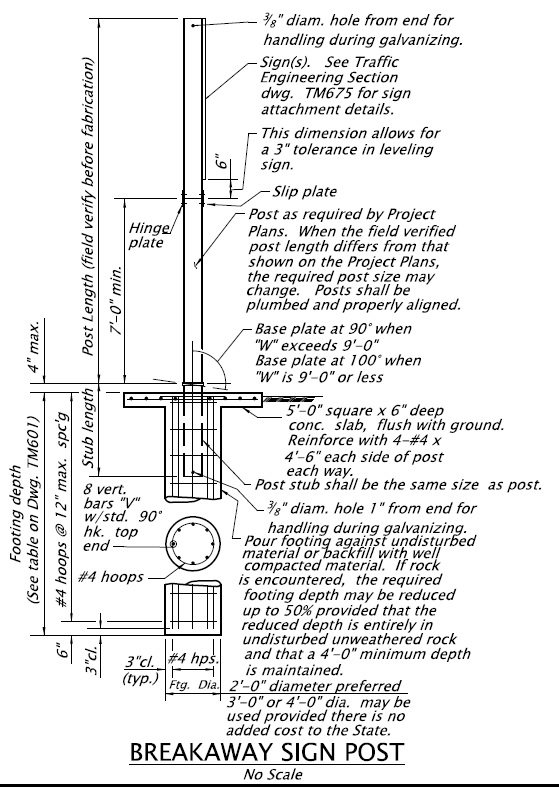 3/8" diam. hole from end for
handling during galvanizing.
Sign(s). See Traffic
Engineering Section
dwg. TM675 for sign
attachment details.
This dimension allows for
a 3" tolerance in leveling
sign.
6"
Slip plate
Hinge
plate
Post as required by Project
Plans. When the field verified
post length differs from that
shown on the Project Plans,
the required post size may
change. Posts shall be
plumbed and properly aligned.
Post Length (field verify before fabrication)
7'-0" min.
Base plate at 90° when
"W" exceeds 9'-0"
Base plate at 100° when
"W" is 9'-0" or less
4" max.
Stub length
5'-0" square x 6" deep
conc. slab, flush with ground.
Reinforce with 4-#4 x
4'-6" each side of post
each way.
Post stub shall be the same size as post.
3/8" diam. hole 1" from end for
handling during galvanizing.
8 vert.
bars "V"
w/std. 90°
hk. top
end
#4 hoops
Footing depth
(See table on Dwg. TM601)
#4 hoops @ 12" max. spc'g
Pour footing against undisturbed
material or backfill with well
compacted material. If rock
is encountered, the required
footing depth may be reduced
up to 50% provided that the
reduced depth is entirely in
undisturbed unweathered rock
and that a 4'-0" minimum depth
is maintained.
6"
3"cl.
3"cl.
(typ.)
#4 hps.
Ftg. Dia.
2'-0" diameter preferred
3'-0" or 4'-0" dia. may be
used provided there is no
added cost to the State.
BREAKAWAY SIGN POST
No Scale